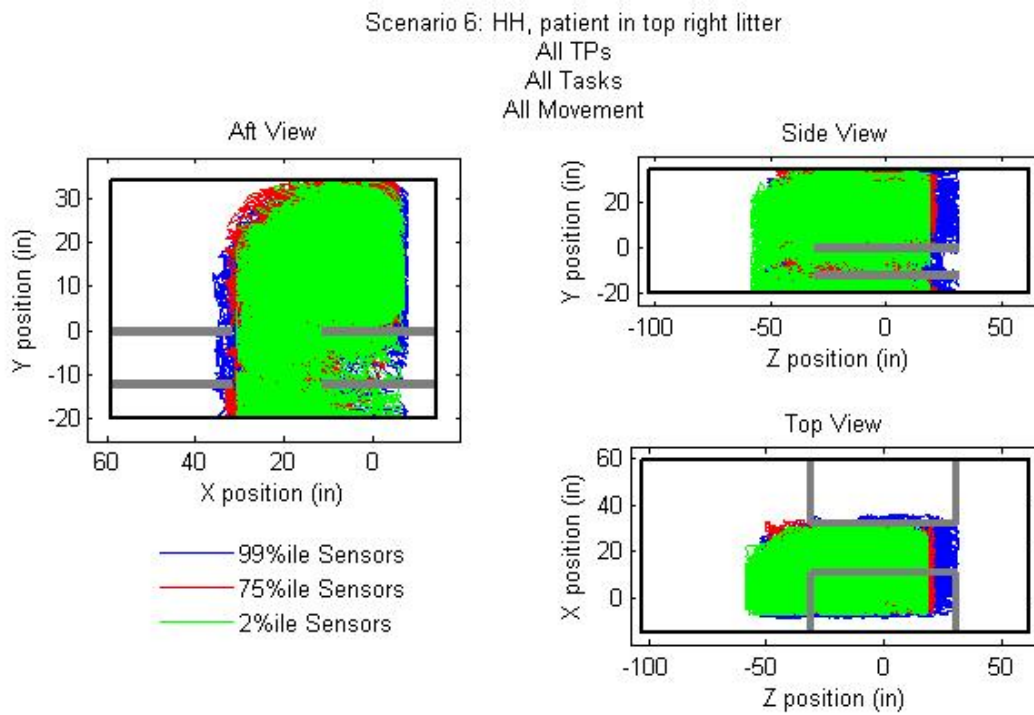 Scenario 6: HH, patient in top right litter
All TPs
All Tasks
All Movement
Aft View
30
20
10
0
-10
-20
Y position (in)
60
40
20
0
X position (in)
99%ile Sensors
75%ile Sensors
2%ile Sensors
Side View
20
0
-20
Y position (in)
-100
-50
0
50
Z position (in)
Top View
60
40
20
0
X position (in)
-100
-50
0
50
Z position (in)